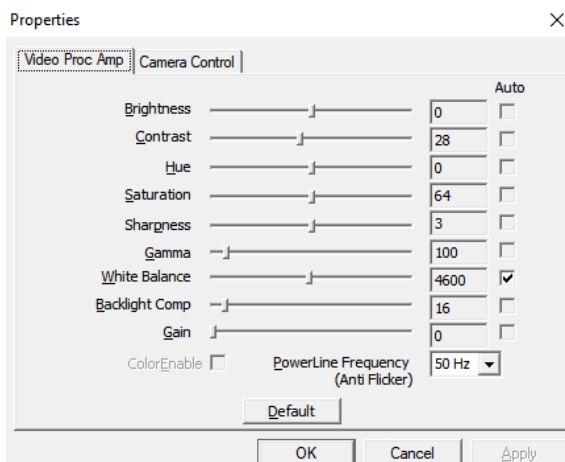 Properties
Video Proc Amp Camera Control
Auto
Brightness 0
Contrast 28
Hue 0
Saturation 64
Sharpness 3
Gamma 100
White Balance 4600
Backlight Comp 16
Gain 0
ColorEnable PowerLine Frequency 50 Hz
(Anti Flicker)
Default
OK Cancel Apply